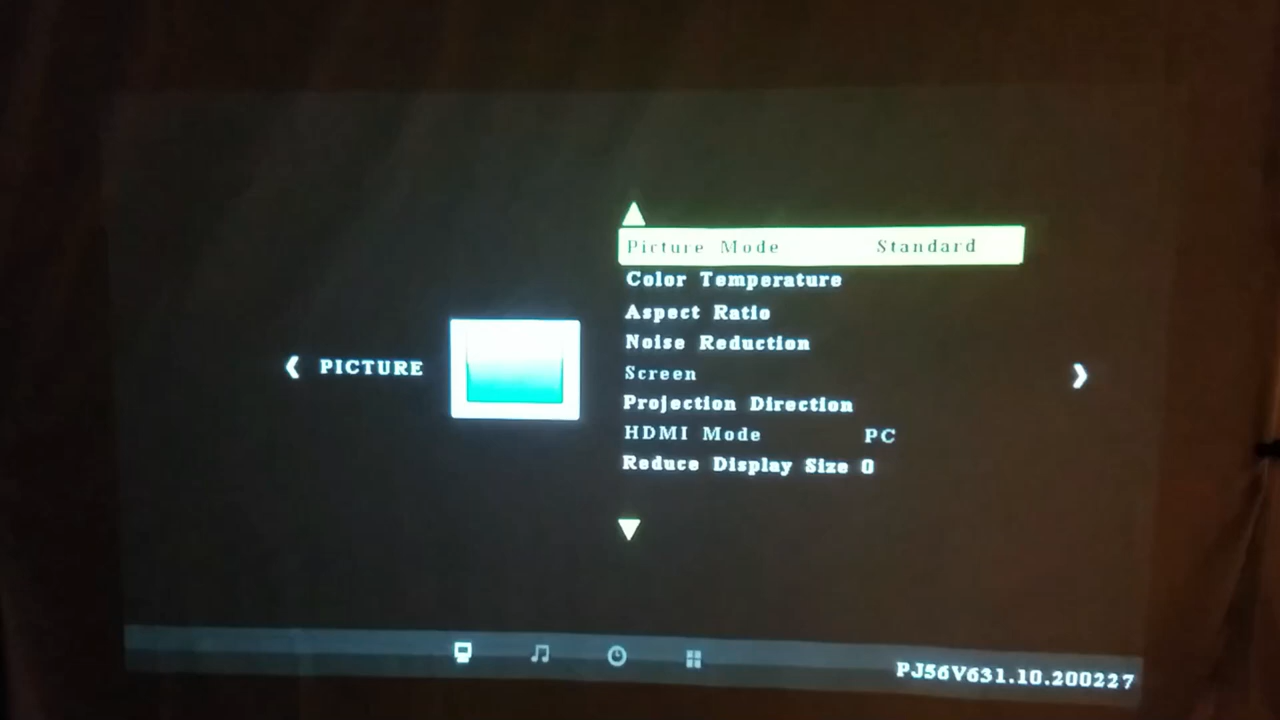 Picture Mode Standard
Color Temperature
Aspect Ratio
Noise Reduction
PICTURE
Screen
Projection Direction
HDMI Mode PC
Reduce Display Size 0
PJ56V631.10.200227